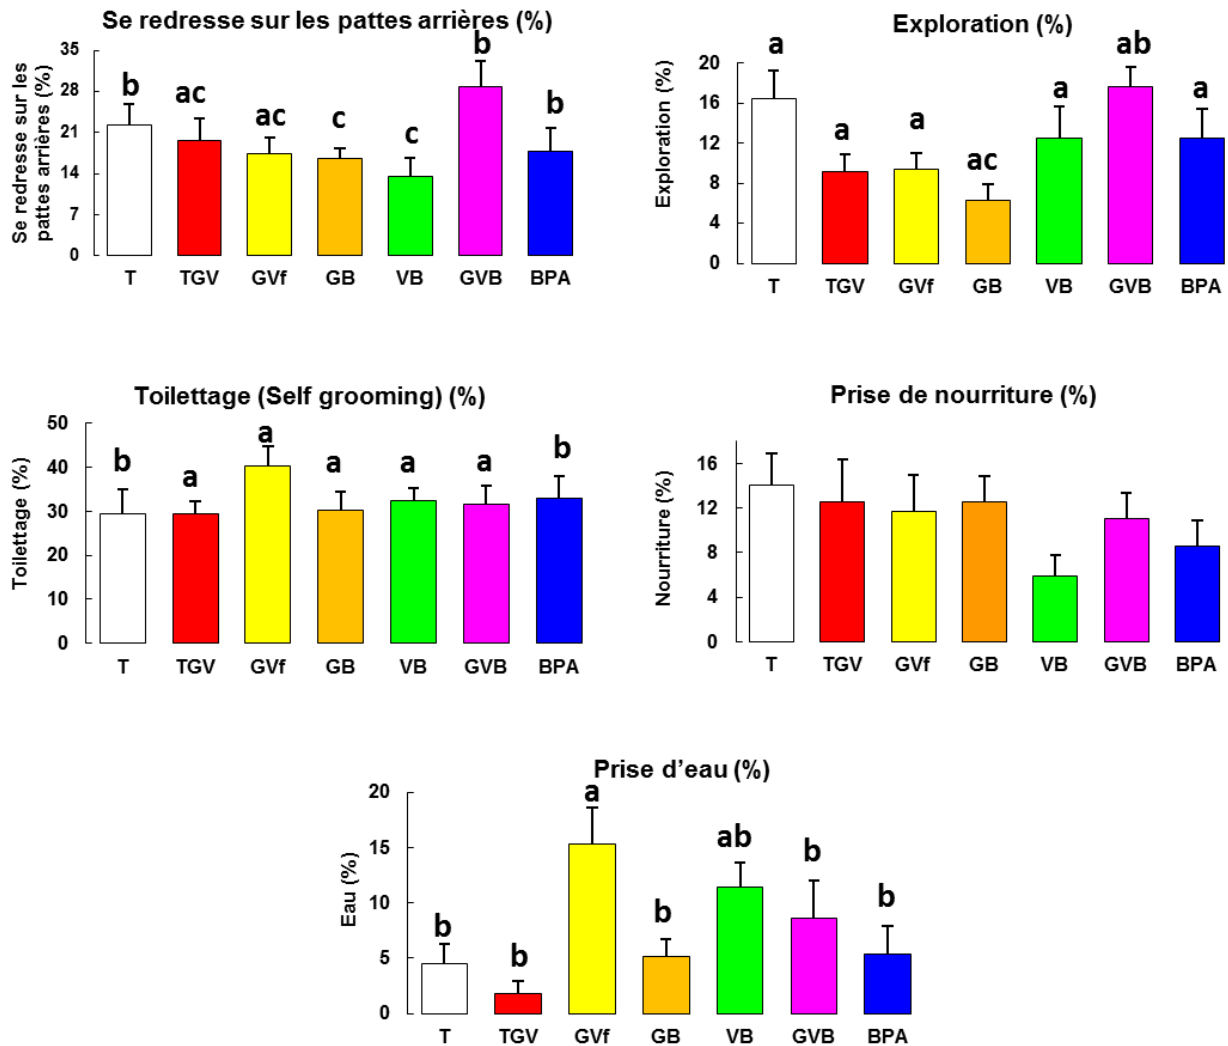 Se redresse sur les pattes arrières (%)
Se redresse sur les
pattes arrières (%)
35
28
21
14
7
0
b ac ac c c b b
T TGV GVf GB VB GVB BPA
Exploration (%)
Exploration (%)
20
16
12
8
4
0
a a a ac a ab a
T TGV GVf GB VB GVB BPA
Toilettage (Self grooming) (%)
Toilettage (%)
50
40
30
20
10
0
b a a a a a b
T TGV GVf GB VB GVB BPA
Prise de nourriture (%)
Nourriture (%)
16
12
8
4
0
T TGV GVf GB VB GVB BPA
Prise d’eau (%)
Eau (%)
20
15
10
5
0
b b a b ab b b
T TGV GVf GB VB GVB BPA